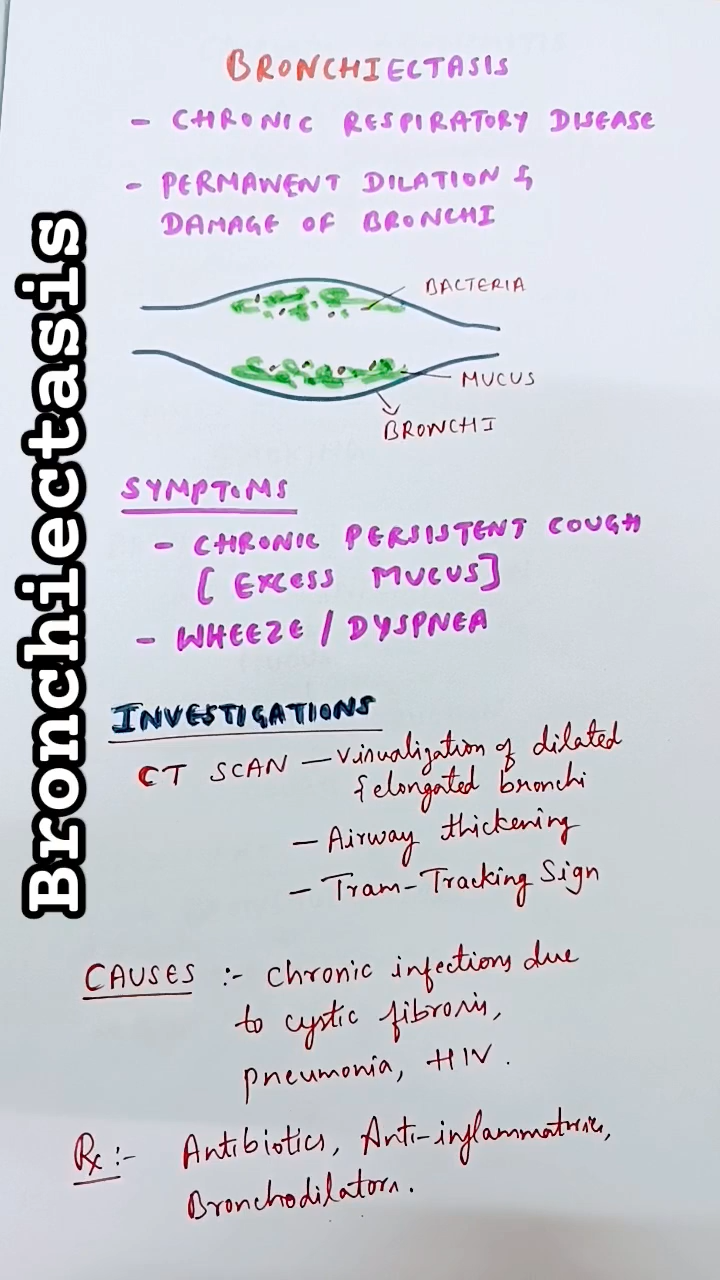 Bronchiectasis
BRONCHIECTASIS
- CHRONIC RESPIRATORY DISEASE
- PERMAWENT DILATION &
DAMAGE OF BRONCHI
BACTERIA
MUCUS
BRONCHI
SYMPTOMS
- CHRONIC PERSISTENT COUGH
[EXCESS MUCUS]
- WHEEZE / DYSPNEA
INVESTIGATIONS
CT SCAN - Visualization of dilated
& elongated bronchi
- Airway thickening
- Tram-Tracking Sign
CAUSES :- Chronic infections due
to cystic fibrosis,
pneumonia, HIV.
Rx :- Antibiotics, Anti-inflammatories,
Bronchodilators.